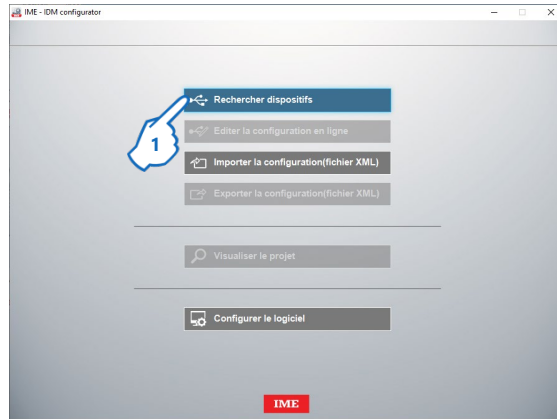 IME - IDM configurator
Rechercher dispositifs
Editer la configuration en ligne
1
Importer la configuration(fichier XML)
Exporter la configuration(fichier XML)
Visualiser le projet
Configurer le logiciel
IME